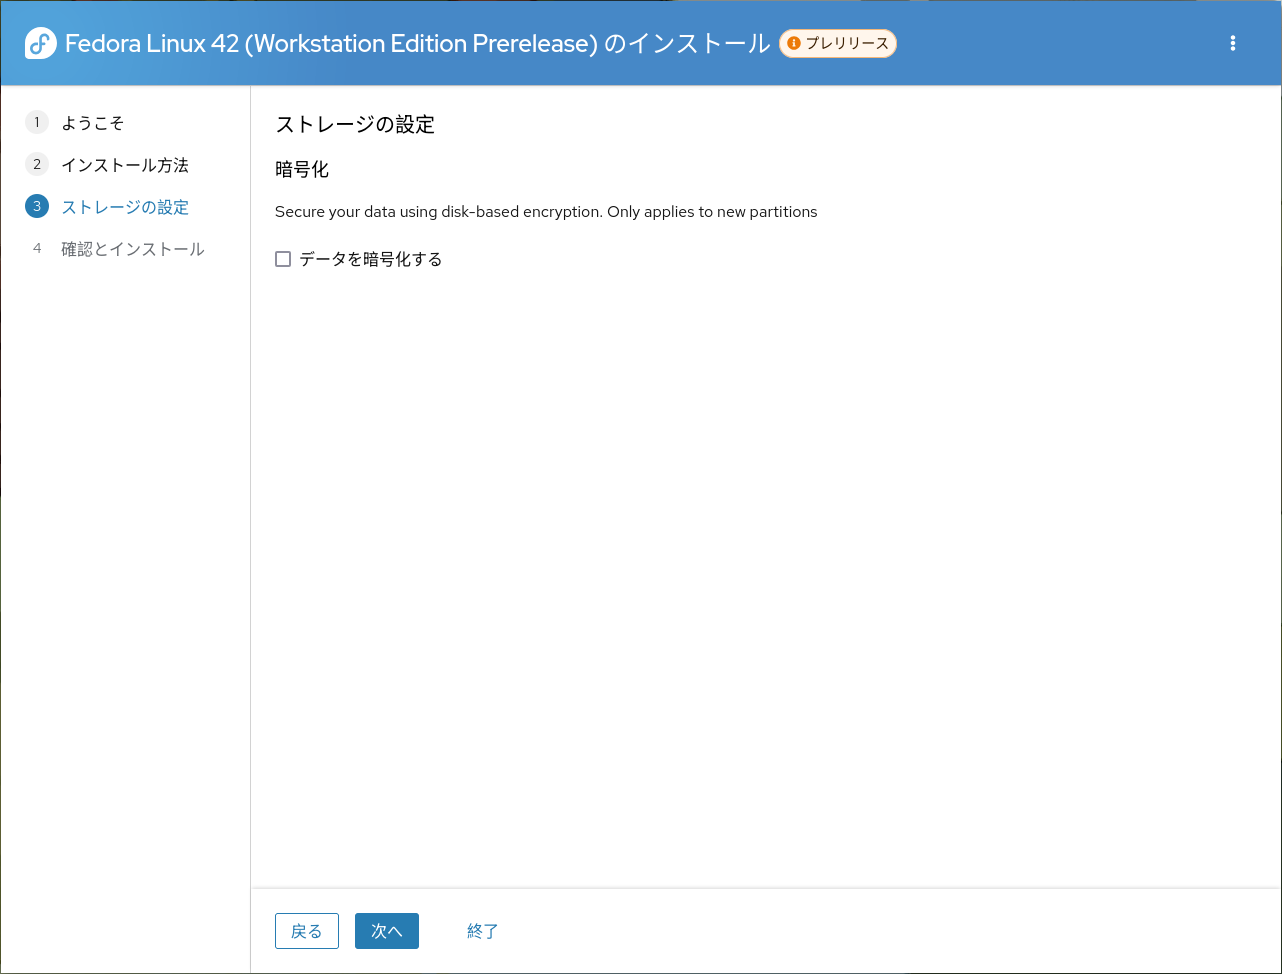 Fedora Linux 42 (Workstation Edition Prerelease) のインストール プレリリース
1 ようこそ
2 インストール方法
3 ストレージの設定
4 確認とインストール
ストレージの設定
暗号化
Secure your data using disk-based encryption. Only applies to new partitions
データを暗号化する
戻る 次へ 終了